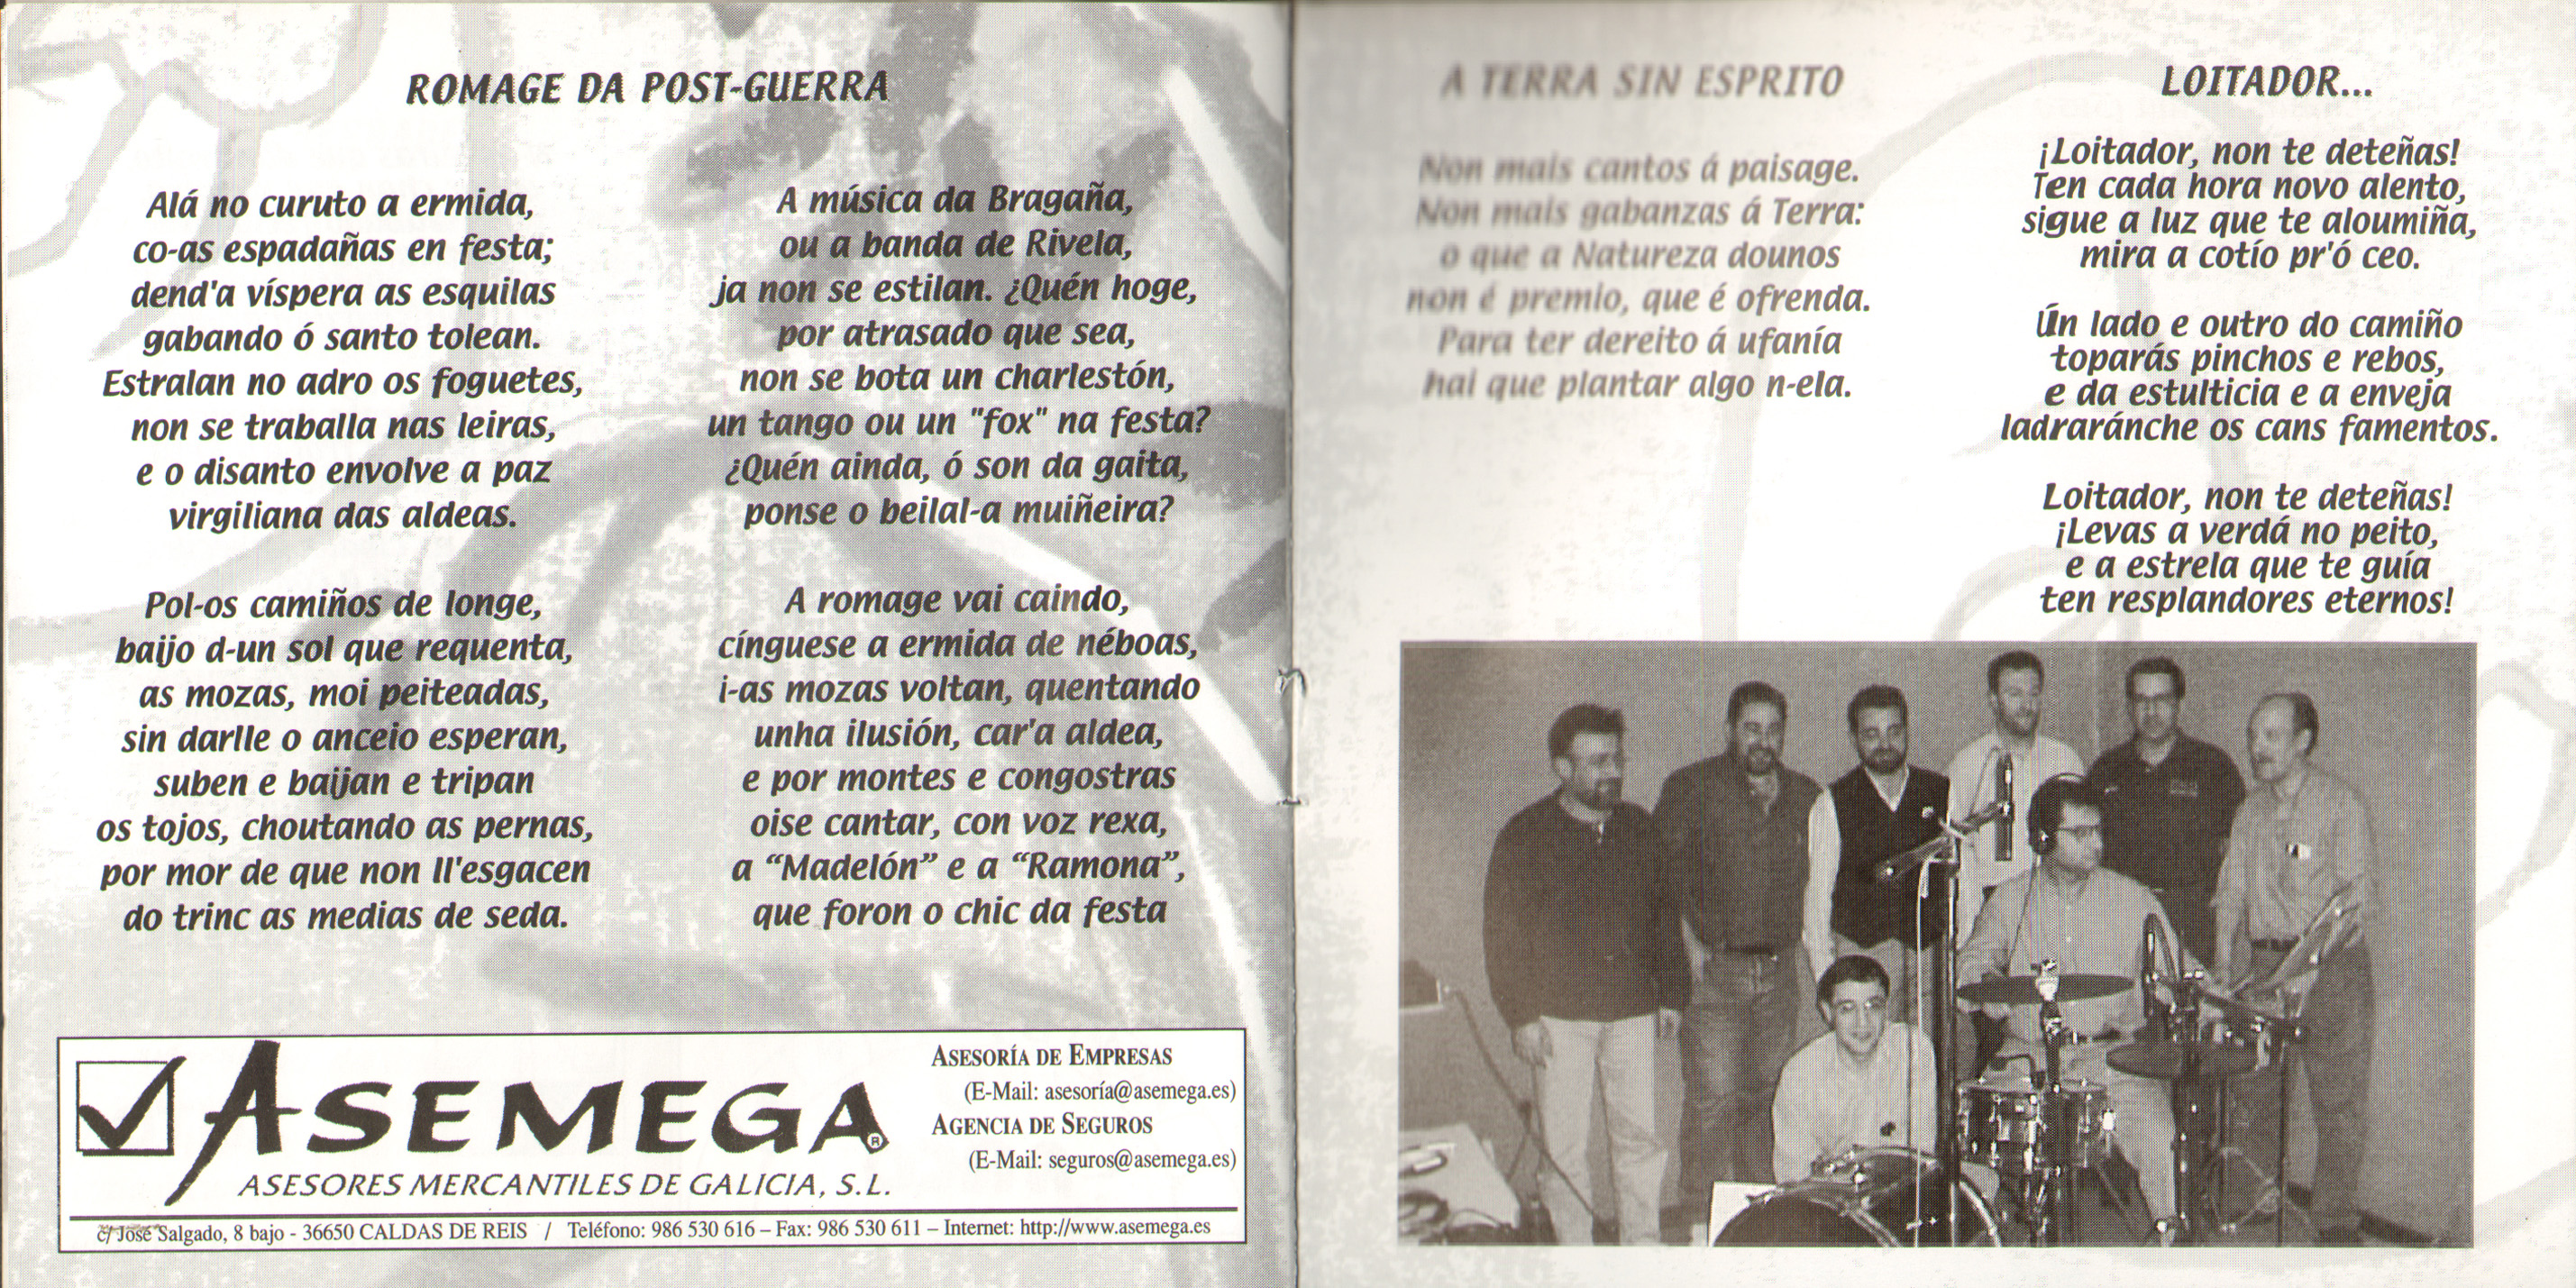 ROMAGE DA POST-GUERRA
Alá no curuto a ermida,
co-as espadañas en festa;
dend'a víspera as esquilas
gabando ó santo tolean.
Estralan no adro os foguetes,
non se traballa nas leiras,
e o disanto envolve a paz
virgiliana das aldeas.
Pol-os camiños de longe,
baijo d-un sol que requenta,
as mozas, moi peiteadas,
sin darlle o anceio esperan,
suben e baijan e tripan
os tojos, choutando as pernas,
por mor de que non ll'esgacen
do trinc as medias de seda.
A música da Bragaña,
ou a banda de Rivela,
ja non se estilan. ¿Quén hoge,
por atrasado que sea,
non se bota un charlestón,
un tango ou un "fox" na festa?
¿Quén ainda, ó son da gaita,
ponse o beilal-a muiñeira?
A romage vai caindo,
cínguese a ermida de néboas,
i-as mozas voltan, quentando
unha ilusión, car'a aldea,
e por montes e congostras
oise cantar, con voz rexa,
a “Madelón” e a “Ramona”,
que foron o chic da festa
ASEMEGA®
ASESORES MERCANTILES DE GALICIA, S.L.
ASESORÍA DE EMPRESAS
(E-Mail: asesoría@asemega.es)
AGENCIA DE SEGUROS
(E-Mail: seguros@asemega.es)
c/ José Salgado, 8 bajo - 36650 CALDAS DE REIS / Teléfono: 986 530 616 – Fax: 986 530 611 – Internet: http://www.asemega.es
A TERRA SIN ESPRITO
Non mais cantos á paisage.
Non mais gabanzas á Terra:
o que a Natureza dounos
non é premio, que é ofrenda.
Para ter dereito á ufanía
hai que plantar algo n-ela.
LOITADOR...
¡Loitador, non te deteñas!
Ten cada hora novo alento,
sigue a luz que te aloumiña,
mira a cotío pr'ó ceo.
Ún lado e outro do camiño
toparás pinchos e rebos,
e da estulticia e a enveja
ladraránche os cans famentos.
Loitador, non te deteñas!
¡Levas a verdá no peito,
e a estrela que te guía
ten resplandores eternos!